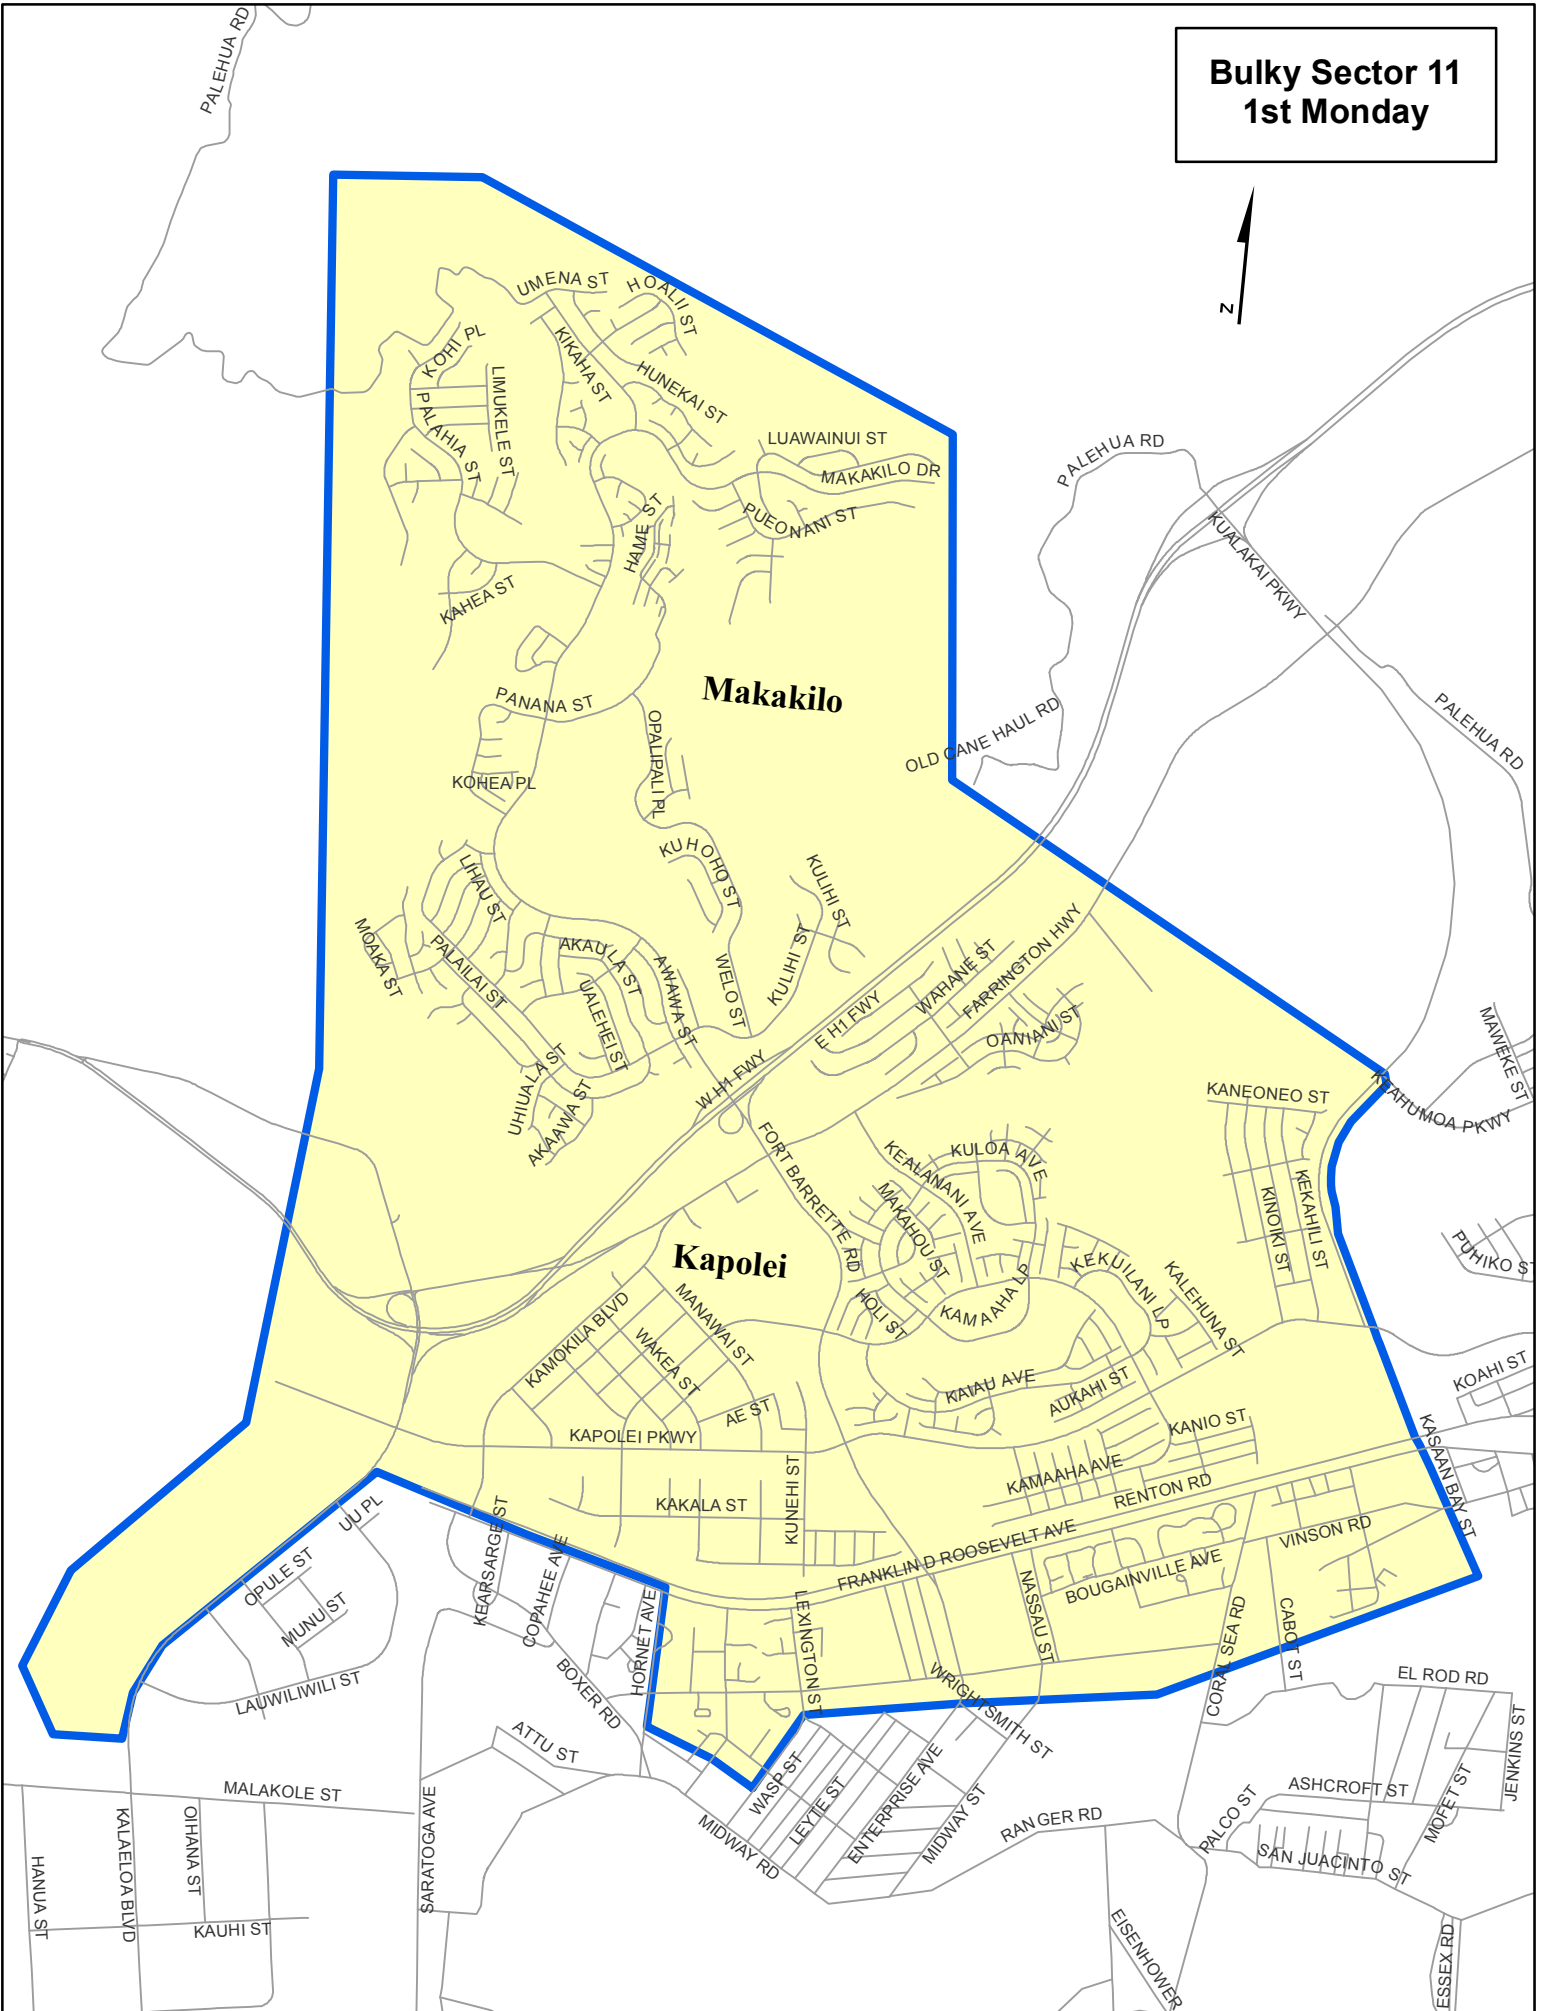 PALEHUA RD
Bulky Sector 11
1st Monday
N
UMENA ST
HOALII ST
KOHI PL
KIKAHA ST
LIMUKELE ST
HUNEKAI ST
PALAHIA ST
LUAWAINUI ST
MAKAKILO DR
PALEHUA RD
PUEONANI ST
HAME ST
KUALAKAI PKWY
KAHEA ST
Makakilo
PANANA ST
OPALIPALI PL
OLD CANE HAUL RD
PALEHUA RD
KOHEA PL
KUHOHO ST
LIHAU ST
KULIHI ST
MOAKA ST
PALAILAI ST
AKAULA ST
AWAWA ST
WELO ST
KULIHI ST
WAHANE ST
FARRINGTON HWY
UALEHEI ST
E H1 FWY
OANIANI ST
MAWEKE ST
UHIUALA ST
W H1 FWY
AKAAWA ST
KANEONEO ST
KEAHUMOA PKWY
FORT BARRETTE RD
KEALANANI AVE
KULOA AVE
MAKAHOU ST
KINOIKI ST
KEKAHILI ST
Kapolei
PUHIKO ST
KEKUILANI LP
KALEHUNA ST
KAMAAHA LP
HOLI ST
KAMOKILA BLVD
MANAWAI ST
WAKEA ST
KAIAU AVE
AUKAHI ST
KOAHI ST
AE ST
KANIO ST
KAPOLEI PKWY
KASAAN BAY ST
KAMAAHA AVE
RENTON RD
KAKALA ST
KUNEHI ST
UU PL
KEARSARGE ST
COPAHEE AVE
FRANKLIN D ROOSEVELT AVE
VINSON RD
OPULE ST
BOUGAINVILLE AVE
NASSAU ST
MUNU ST
HORNET AVE
LEXINGTON ST
CORAL SEA RD
CABOT ST
LAUWILIWILI ST
BOXER RD
WRIGHTSMITH ST
EL ROD RD
ATTU ST
JENKINS ST
WASP ST
LEYTE ST
ENTERPRISE AVE
MIDWAY ST
MALAKOLE ST
ASHCROFT ST
MOFET ST
PALCO ST
RANGER RD
MIDWAY RD
SAN JUACINTO ST
KALAELOA BLVD
OIHANA ST
SARATOGA AVE
HANUA ST
KAUHI ST
EISENHOWER
ESSEX RD